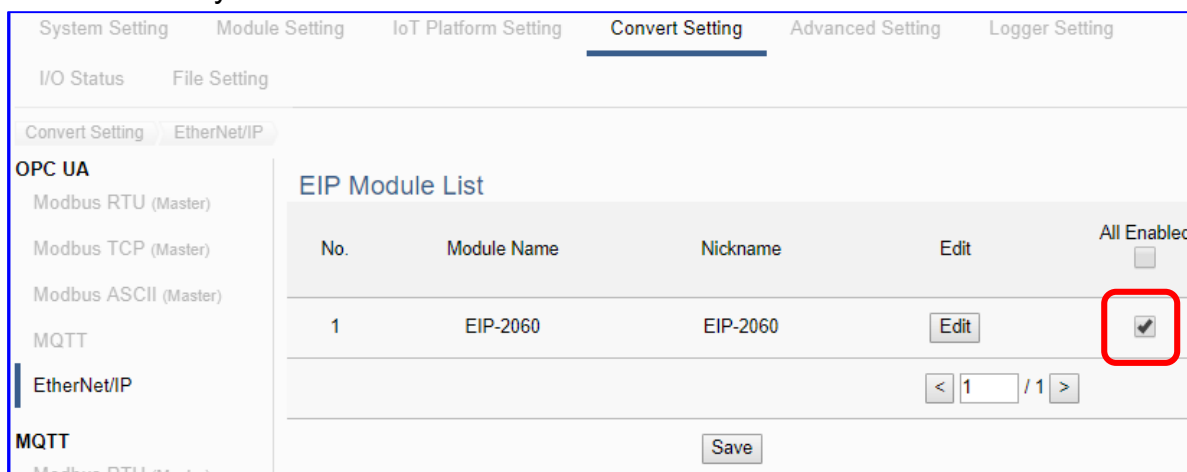 System Setting Module Setting IoT Platform Setting Convert Setting Advanced Setting Logger Setting
I/O Status File Setting
Convert Setting EtherNet/IP
OPC UA
Modbus RTU (Master)
Modbus TCP (Master)
Modbus ASCII (Master)
MQTT
EtherNet/IP
MQTT
EIP Module List
No. Module Name Nickname Edit All Enabled
1 EIP-2060 EIP-2060 Edit
< 1 / 1 >
Save